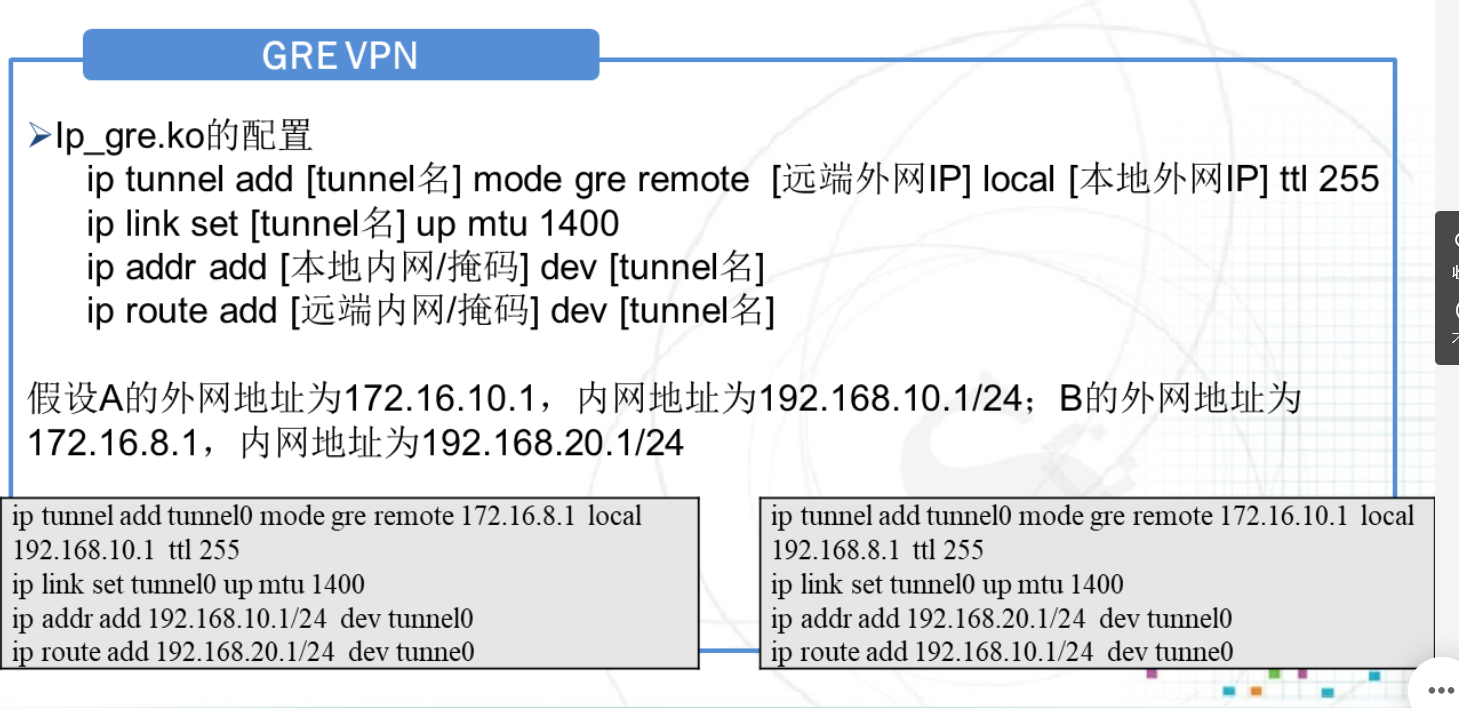 GRE VPN
➢Ip_gre.ko的配置
ip tunnel add [tunnel名] mode gre remote [远端外网IP] local [本地外网IP] ttl 255
ip link set [tunnel名] up mtu 1400
ip addr add [本地内网/掩码] dev [tunnel名]
ip route add [远端内网/掩码] dev [tunnel名]
假设A的外网地址为172.16.10.1，内网地址为192.168.10.1/24；B的外网地址为
172.16.8.1，内网地址为192.168.20.1/24
ip tunnel add tunnel0 mode gre remote 172.16.8.1 local
192.168.10.1 ttl 255
ip link set tunnel0 up mtu 1400
ip addr add 192.168.10.1/24 dev tunnel0
ip route add 192.168.20.1/24 dev tunne0
ip tunnel add tunnel0 mode gre remote 172.16.10.1 local
192.168.8.1 ttl 255
ip link set tunnel0 up mtu 1400
ip addr add 192.168.20.1/24 dev tunnel0
ip route add 192.168.10.1/24 dev tunne0